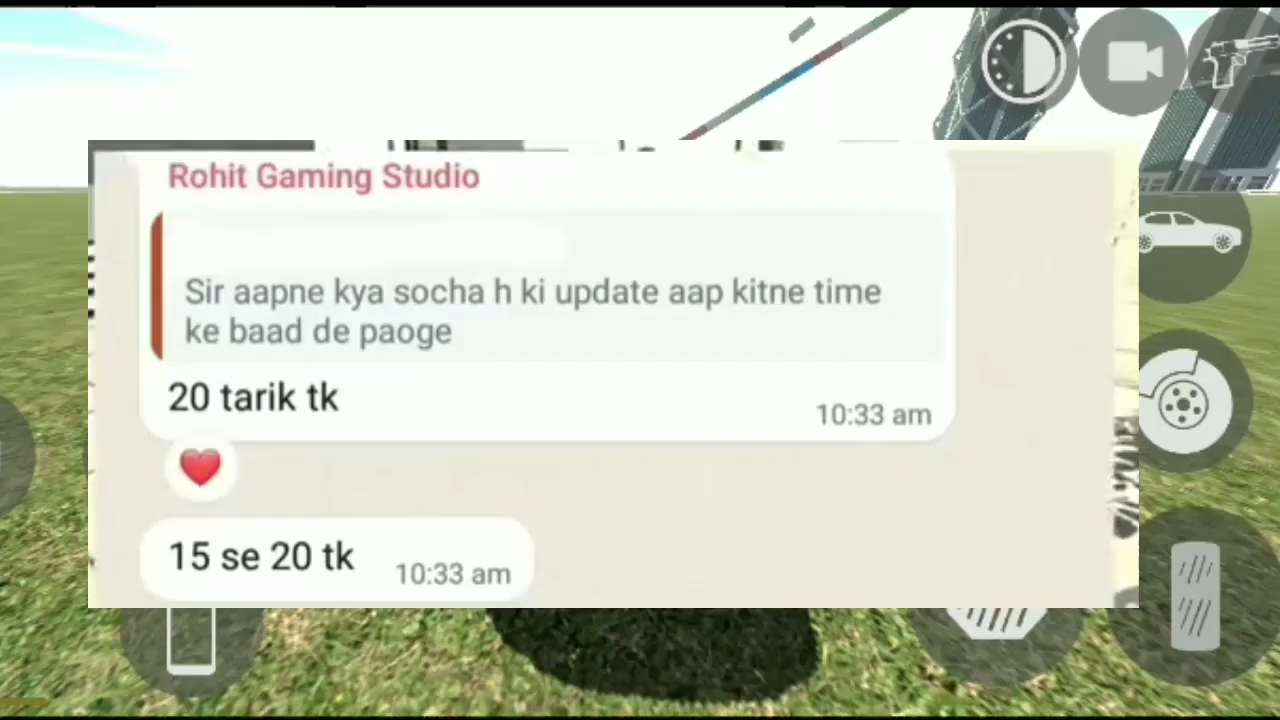 Rohit Gaming Studio
Sir aapne kya socha h ki update aap kitne time
ke baad de paoge
20 tarik tk
10:33 am
15 se 20 tk
10:33 am